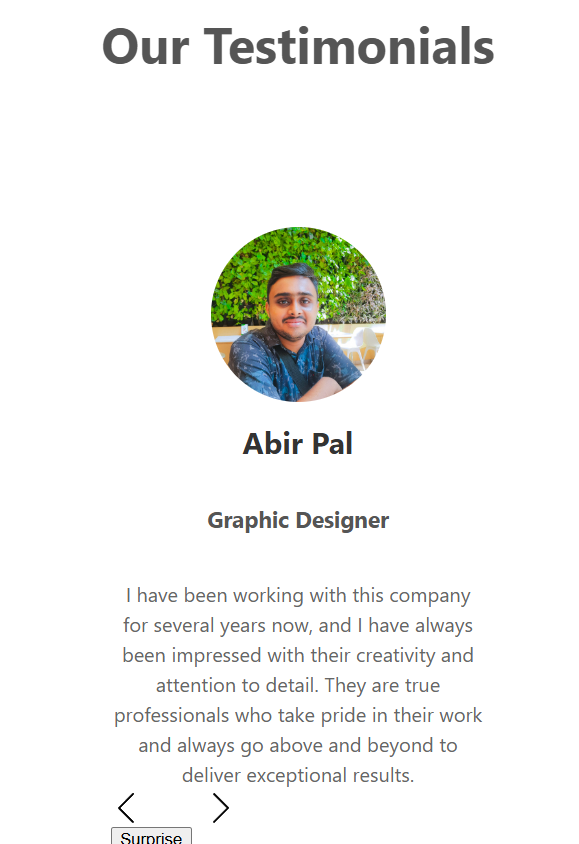 Our Testimonials
Abir Pal
Graphic Designer
I have been working with this company
for several years now, and I have always
been impressed with their creativity and
attention to detail. They are true
professionals who take pride in their work
and always go above and beyond to
deliver exceptional results.
Surprise